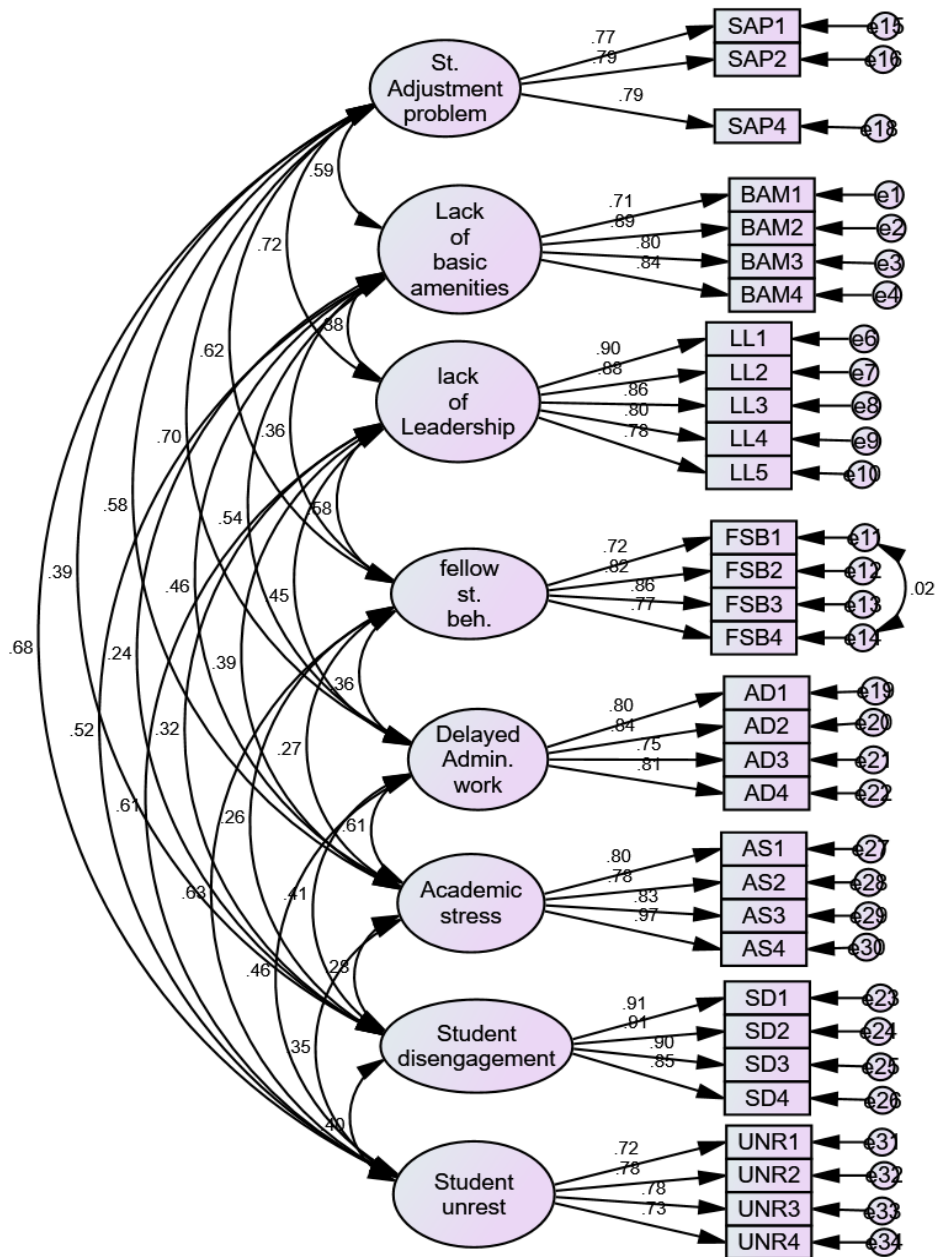 .77
SAP1
e15
.79
SAP2
e16
St.
Adjustment
problem
.79
SAP4
e18
.59
Lack
of
basic
amenities
.71
BAM1
e1
.89
BAM2
e2
.80
BAM3
e3
.84
BAM4
e4
.72
.38
lack
of
Leadership
.90
LL1
e6
.88
LL2
e7
.86
LL3
e8
.80
LL4
e9
.78
LL5
e10
.62
.36
.70
.58
.54
.58
fellow
st.
beh.
.72
FSB1
e11
.82
FSB2
e12
.86
FSB3
e13
.77
FSB4
e14
.02
.39
.46
.45
.68
.24
.39
.36
Delayed
Admin.
work
.80
AD1
e19
.84
AD2
e20
.75
AD3
e21
.81
AD4
e22
.52
.32
.27
.61
.26
.61
Academic
stress
.80
AS1
e27
.78
AS2
e28
.83
AS3
e29
.97
AS4
e30
.63
.41
.46
.28
Student
disengagement
.91
SD1
e23
.91
SD2
e24
.90
SD3
e25
.85
SD4
e26
.35
.40
Student
unrest
.72
UNR1
e31
.78
UNR2
e32
.78
UNR3
e33
.73
UNR4
e34